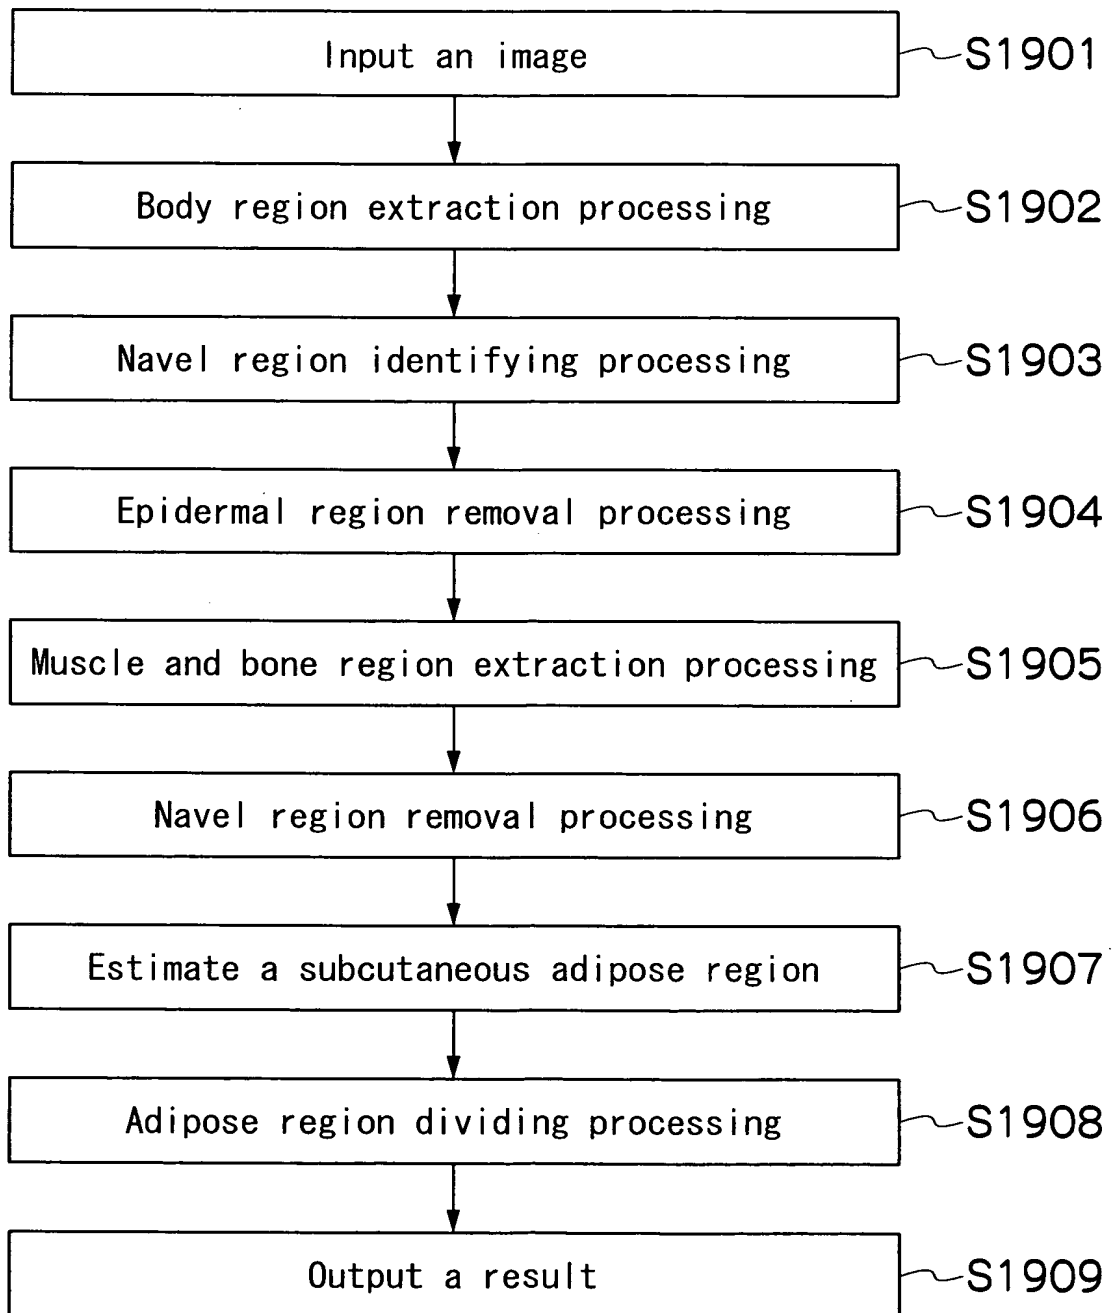 Input an image S1901
Body region extraction processing S1902
Navel region identifying processing S1903
Epidermal region removal processing S1904
Muscle and bone region extraction processing S1905
Navel region removal processing S1906
Estimate a subcutaneous adipose region S1907
Adipose region dividing processing S1908
Output a result S1909